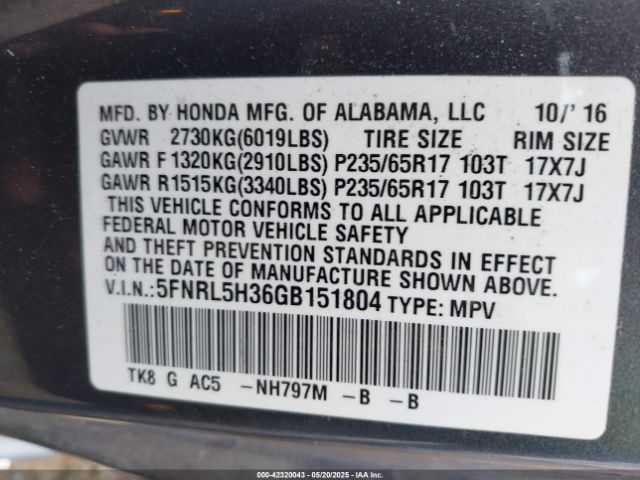 MFD. BY HONDA MFG. OF ALABAMA, LLC 10/'16
GVWR 2730KG(6019LBS) TIRE SIZE RIM SIZE
GAWR F 1320KG(2910LBS) P235/65R17 103T 17X7J
GAWR R1515KG(3340LBS) P235/65R17 103T 17X7J
THIS VEHICLE CONFORMS TO ALL APPLICABLE
FEDERAL MOTOR VEHICLE SAFETY
AND THEFT PREVENTION STANDARDS IN EFFECT
ON THE DATE OF MANUFACTURE SHOWN ABOVE.
V.I.N.:5FNRL5H36GB151804 TYPE: MPV
TK8 G AC5 -NH797M -B -B
000-42320043 - 05/20/2025 - IAA